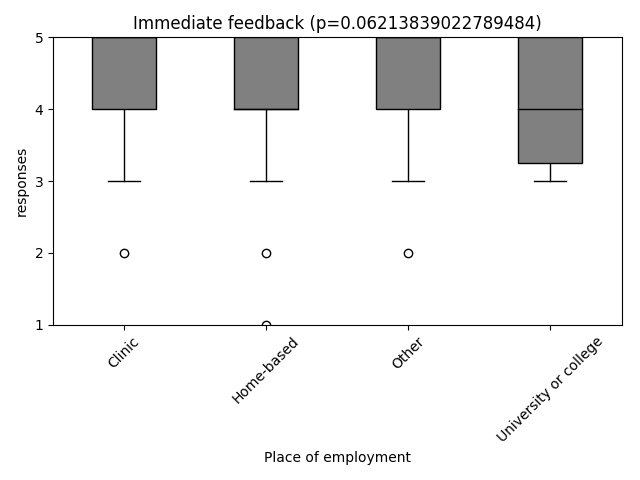 Immediate feedback (p=0.06213839022789484)
5
4
3
2
1
responses
Clinic
Home-based
Other
University or college
Place of employment